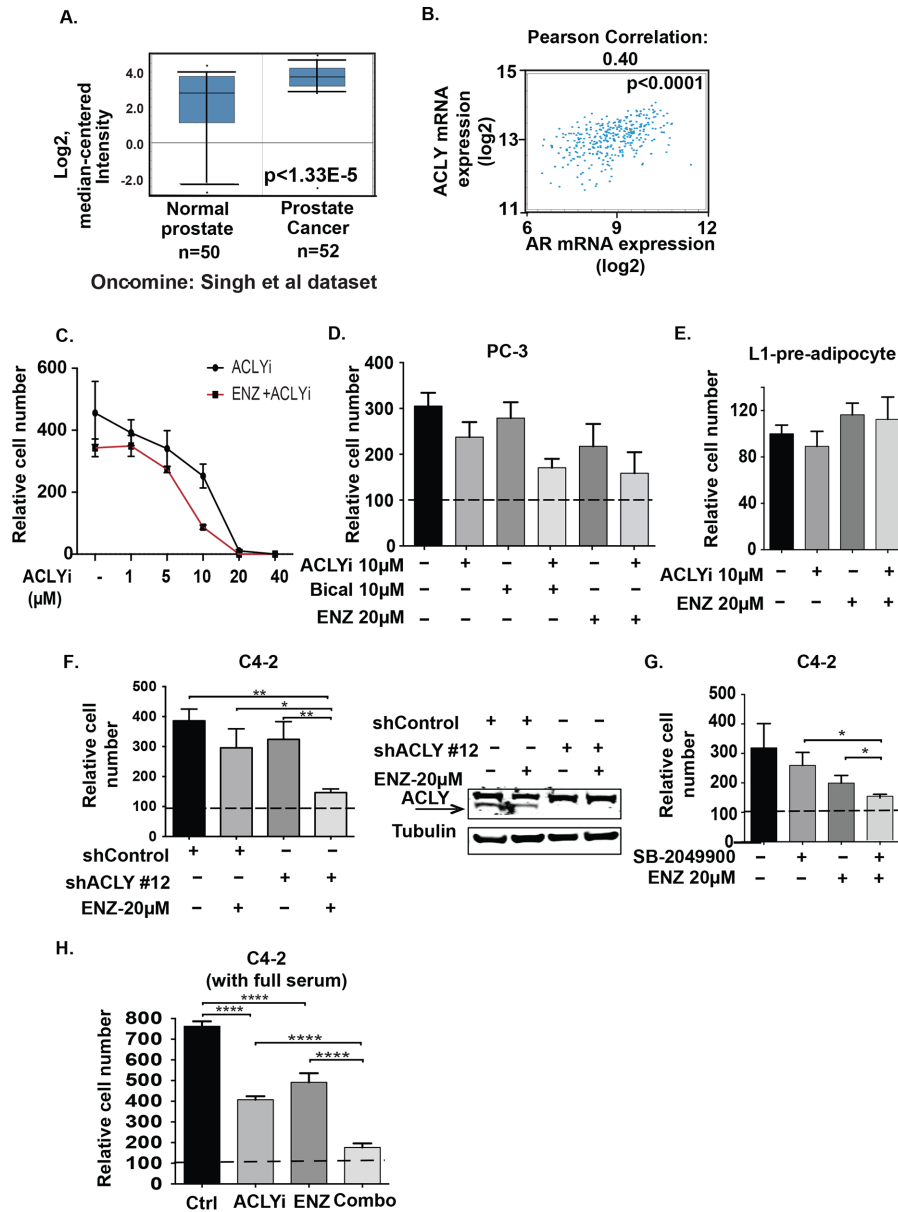 A.
Log2,
median-centered
Intensity
4.0
2.0
0.0
-2.0
p<1.33E-5
Normal
prostate
n=50
Prostate
Cancer
n=52
Oncomine: Singh et al dataset
B.
Pearson Correlation:
0.40
p<0.0001
ACLY mRNA
expression
(log2)
15
13
11
6
9
12
AR mRNA expression
(log2)
C.
Relative cell number
600
400
200
0
ACLYi
ENZ +ACLYi
ACLYi
(µM)
- 1 5 10 20 40
D.
PC-3
Relative cell number
400
300
200
100
0
ACLYi 10µM – + – + – +
Bical 10µM – – + + – –
ENZ 20µM – – – – + +
E.
L1-pre-adipocyte
Relative cell number
120
80
40
0
ACLYi 10µM – + – +
ENZ 20µM – – + +
F.
C4-2
Relative cell
number
500
400
300
200
100
0
**
*
**
shControl + + – –
shACLY #12 – – + +
ENZ-20µM – + – +
shControl + + – –
shACLY #12 – – + +
ENZ-20µM – + – +
ACLY
Tubulin
G.
C4-2
Relative cell
number
500
400
300
200
100
0
*
*
SB-2049900 – + – +
ENZ 20µM – – + +
H.
C4-2
(with full serum)
Relative cell number
800
700
600
500
400
300
200
100
0
****
****
****
****
Ctrl ACLYi ENZ Combo